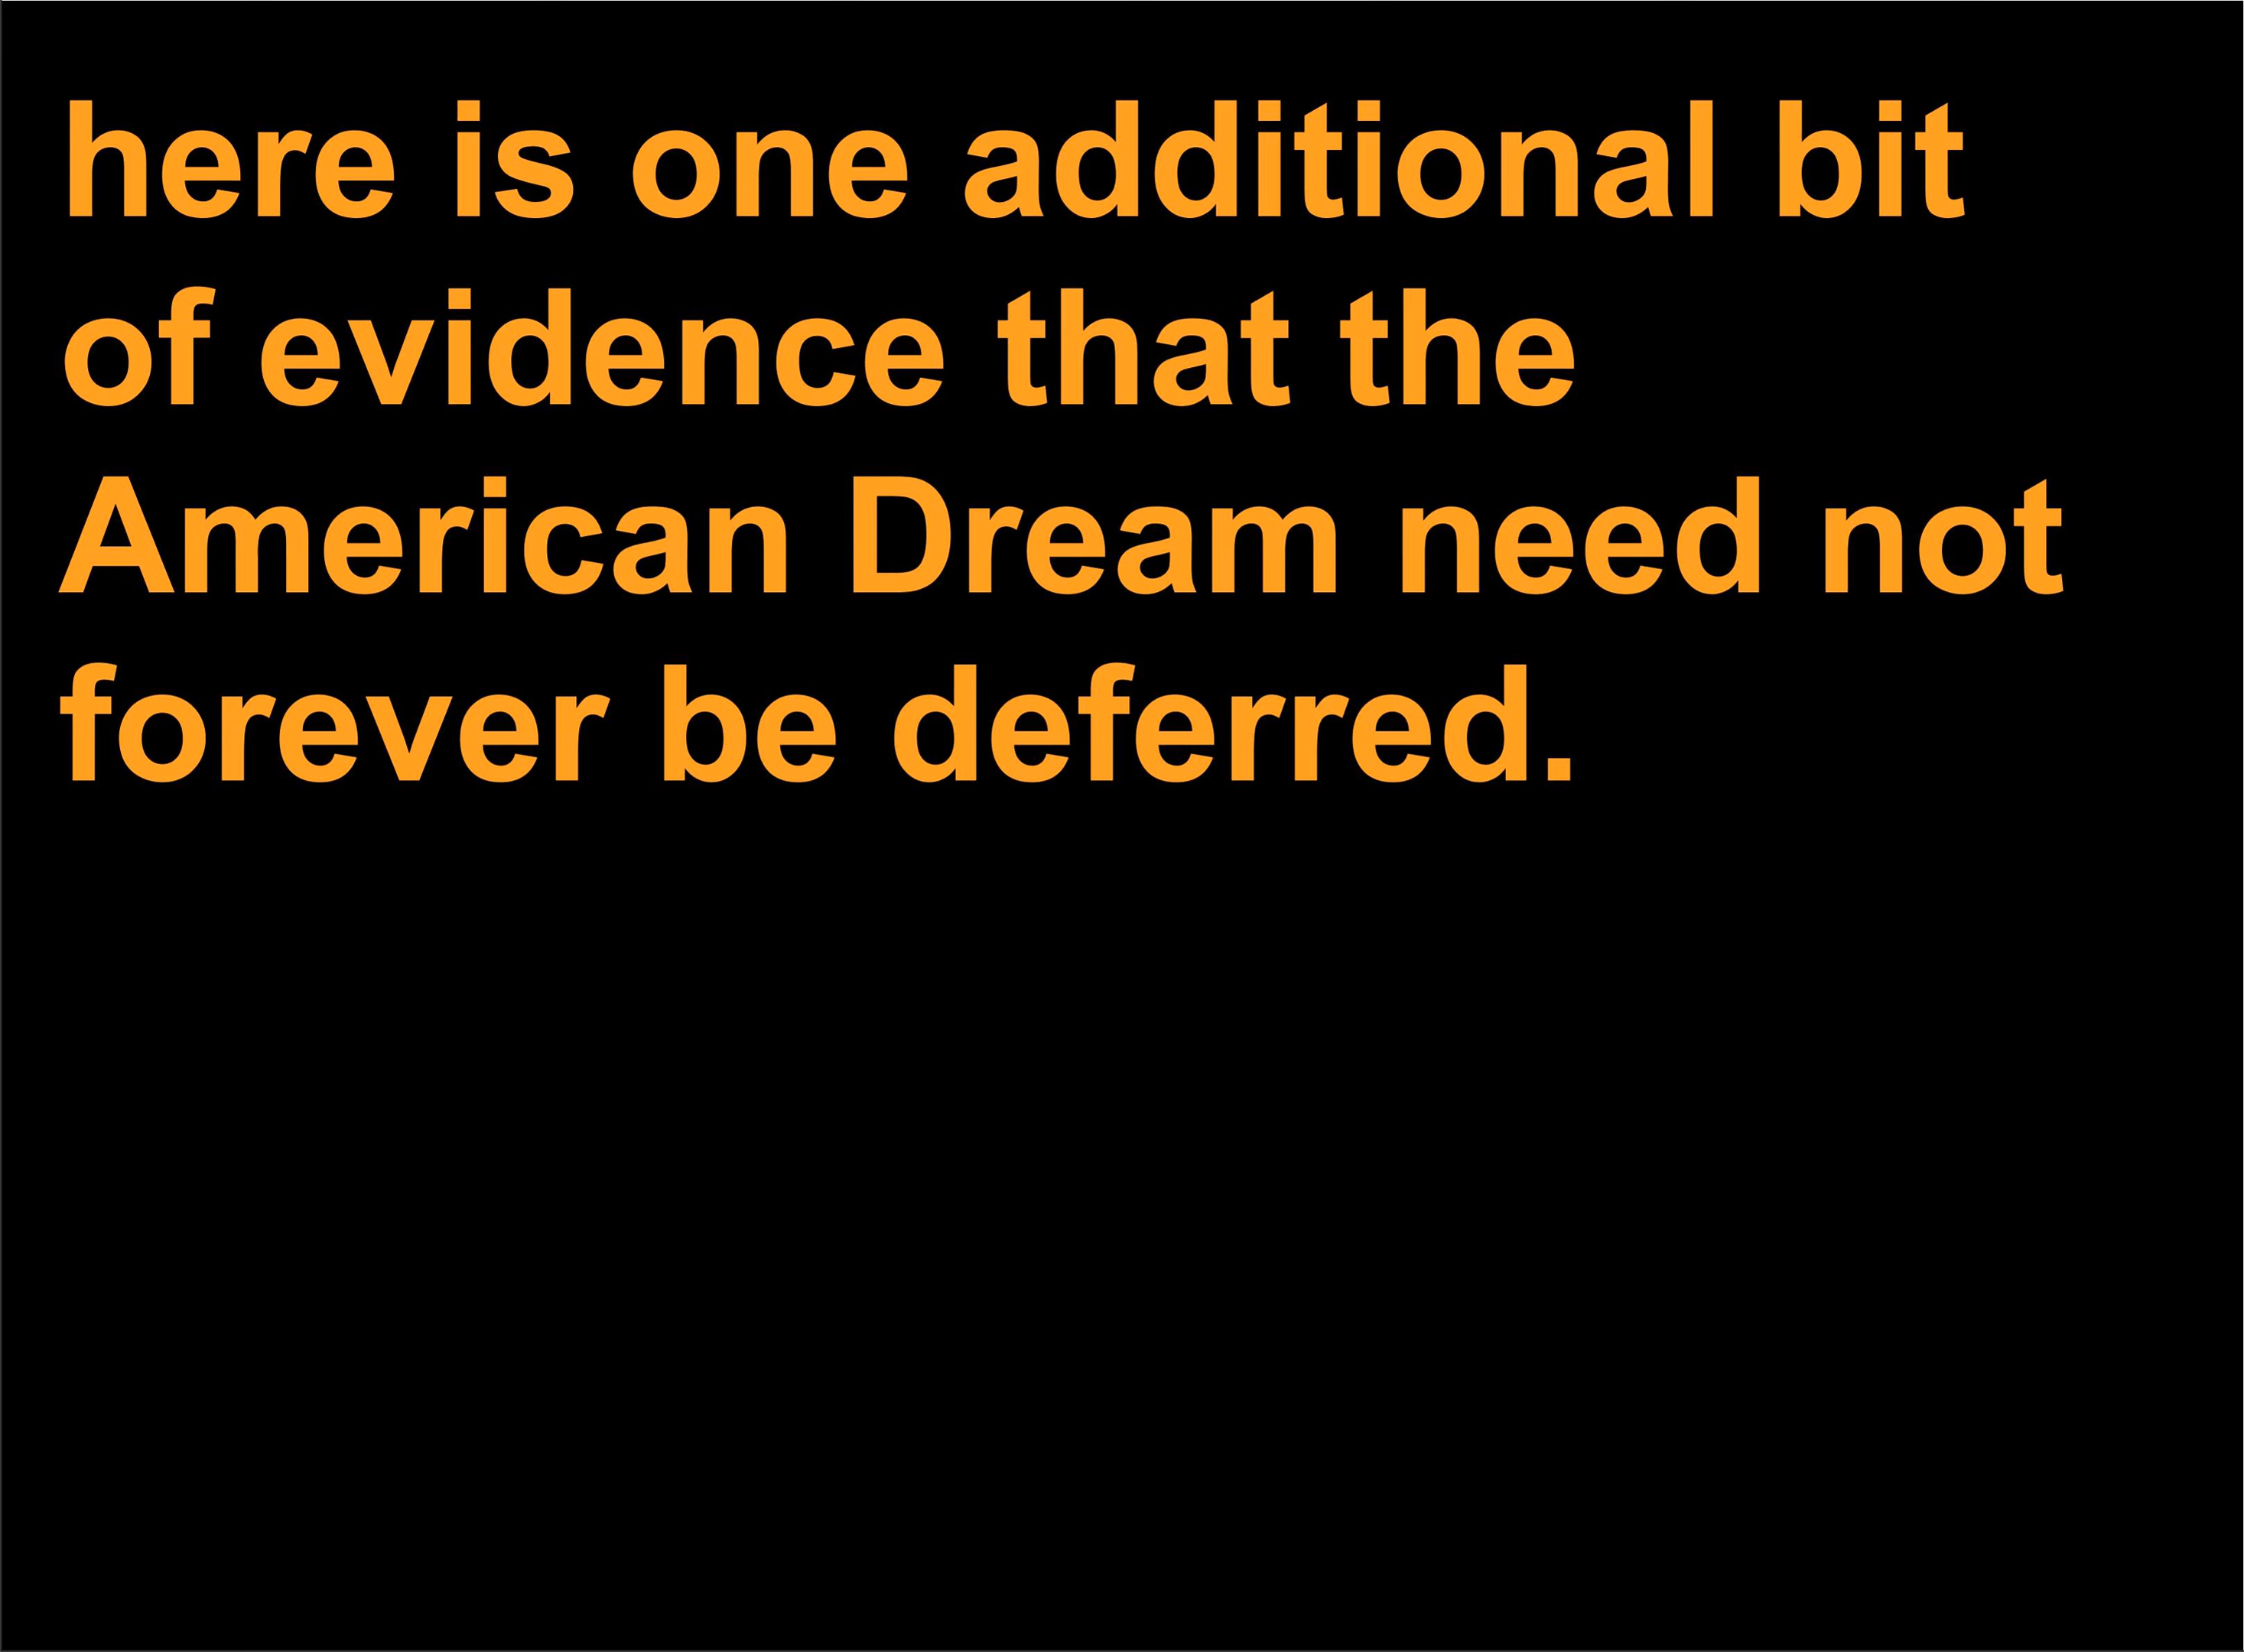 here is one additional bit
of evidence that the
American Dream need not
forever be deferred.